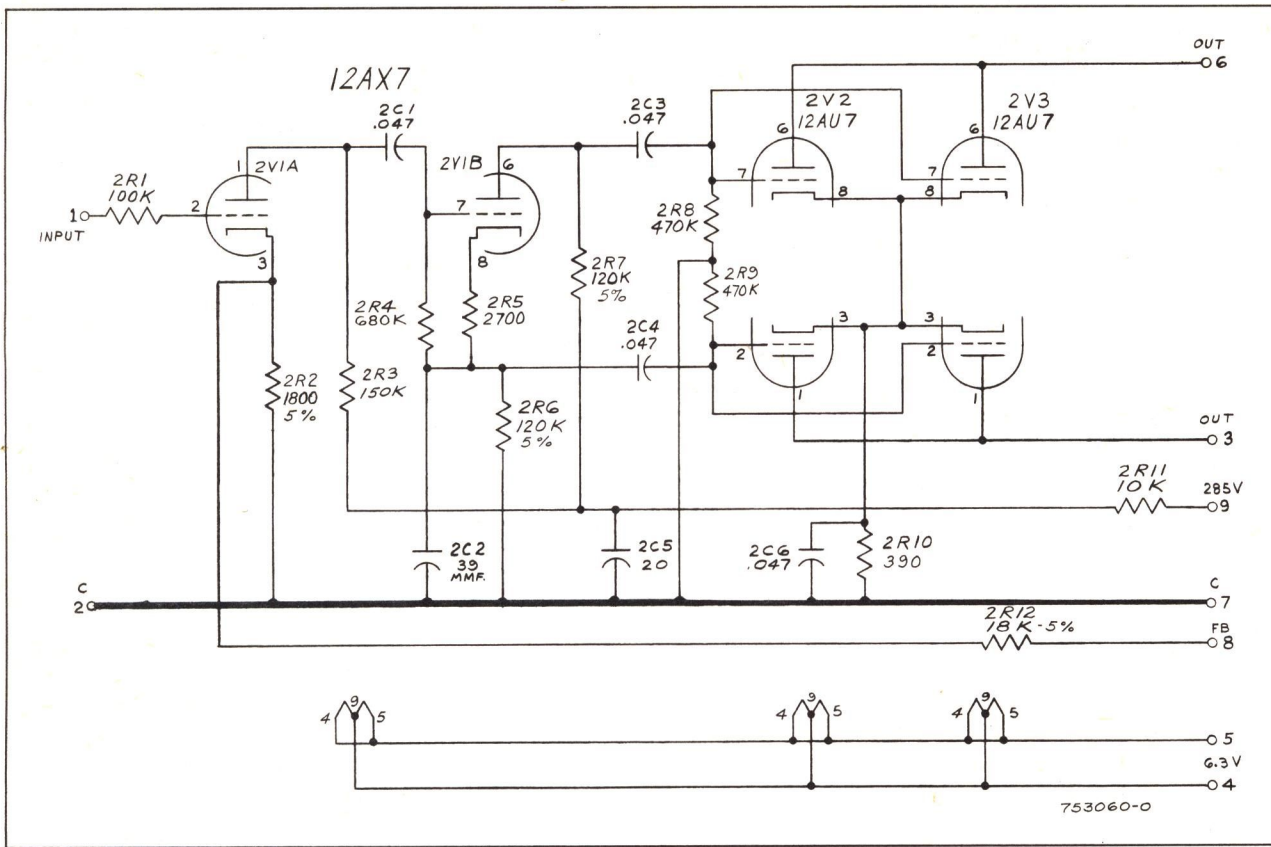 OUT
6
12AX7
2C1
.047
2C3
.047
2V2
12AU7
2V3
12AU7
6
6
1
2V1A
2V1B
6
2R1
100K
1
INPUT
2
3
7
8
7
8
7
8
2R8
470K
2R7
120K
5%
2R9
470K
2R4
680K
2R5
2700
2C4
.047
3
3
2
2
1
1
2R2
1800
5%
2R3
150K
2R6
120K
5%
OUT
3
2R11
10K
285V
9
2C2
39
MMF.
2C5
20
2C6
.047
2R10
390
C
2
C
7
2R12
18K-5%
FB
8
4 9 5
4 9 5
4 9 5
5
6.3V
4
753060-0